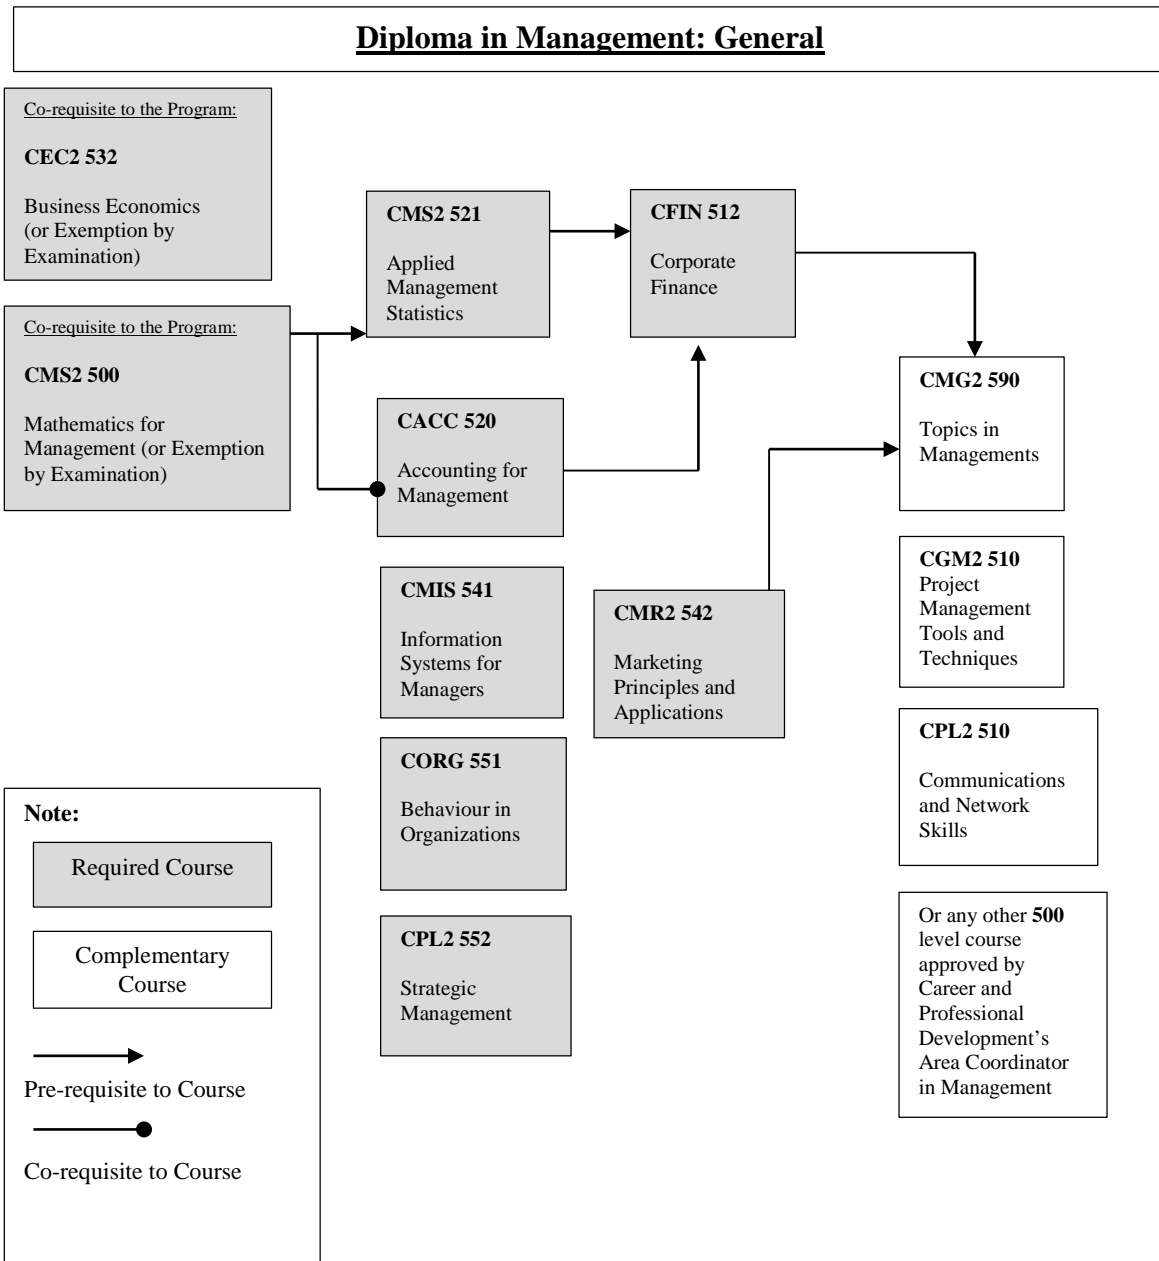 Diploma in Management: General
Co-requisite to the Program:
CEC2 532
Business Economics
(or Exemption by
Examination)
Co-requisite to the Program:
CMS2 500
Mathematics for
Management (or Exemption
by Examination)
CMS2 521
Applied
Management
Statistics
CFIN 512
Corporate
Finance
CACC 520
Accounting for
Management
CMG2 590
Topics in
Managements
CMIS 541
Information
Systems for
Managers
CMR2 542
Marketing
Principles and
Applications
CGM2 510
Project
Management
Tools and
Techniques
CORG 551
Behaviour in
Organizations
CPL2 510
Communications
and Network
Skills
CPL2 552
Strategic
Management
Or any other 500
level course
approved by
Career and
Professional
Development’s
Area Coordinator
in Management
Note:
Required Course
Complementary
Course
Pre-requisite to Course
Co-requisite to Course